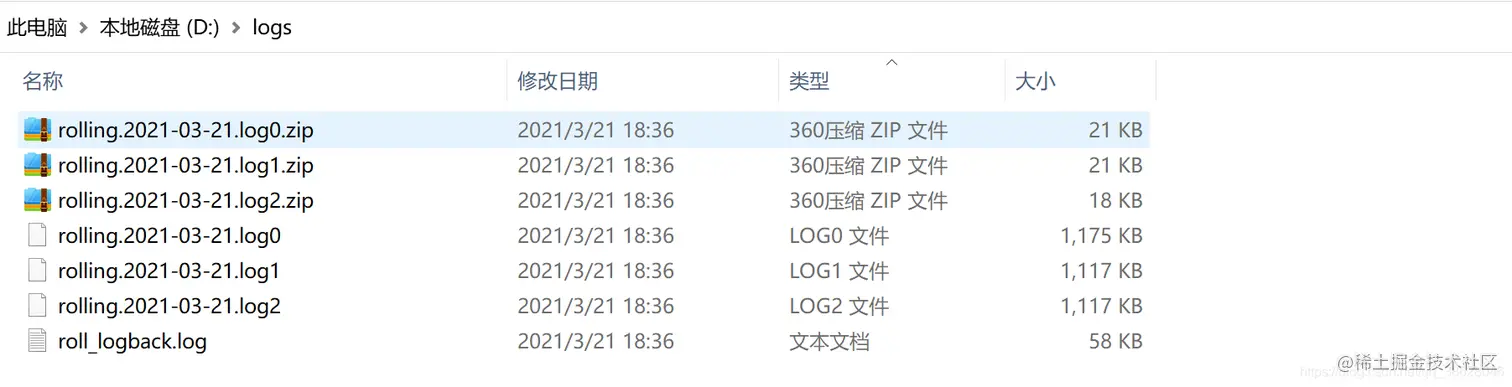 此电脑 > 本地磁盘 (D:) > logs
名称 修改日期 类型 大小
rolling.2021-03-21.log0.zip 2021/3/21 18:36 360压缩 ZIP 文件 21 KB
rolling.2021-03-21.log1.zip 2021/3/21 18:36 360压缩 ZIP 文件 21 KB
rolling.2021-03-21.log2.zip 2021/3/21 18:36 360压缩 ZIP 文件 18 KB
rolling.2021-03-21.log0 2021/3/21 18:36 LOG0 文件 1,175 KB
rolling.2021-03-21.log1 2021/3/21 18:36 LOG1 文件 1,117 KB
rolling.2021-03-21.log2 2021/3/21 18:36 LOG2 文件 1,117 KB
roll_logback.log 2021/3/21 18:36 文本文档 58 KB
@稀土掘金技术社区